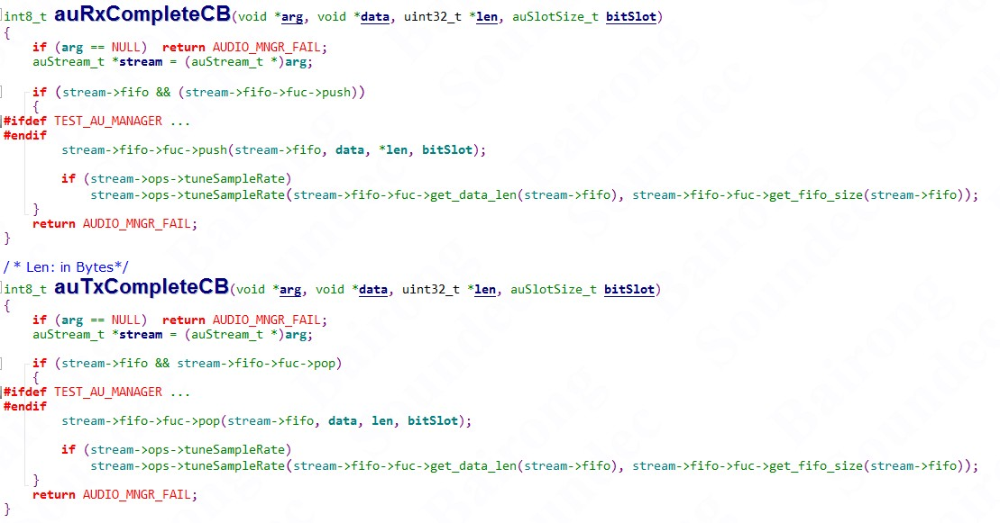 int8_t auRxCompleteCB(void *arg, void *data, uint32_t *len, auSlotSize_t bitSlot)
{
    if (arg == NULL)  return AUDIO_MNGR_FAIL;
    auStream_t *stream = (auStream_t *)arg;

    if (stream->fifo && (stream->fifo->fuc->push))
    {
#ifdef TEST_AU_MANAGER ...
#endif
        stream->fifo->fuc->push(stream->fifo, data, *len, bitSlot);

        if (stream->ops->tuneSampleRate)
            stream->ops->tuneSampleRate(stream->fifo->fuc->get_data_len(stream->fifo), stream->fifo->fuc->get_fifo_size(stream->fifo));
    }
    return AUDIO_MNGR_FAIL;
}

/* Len: in Bytes*/
int8_t auTxCompleteCB(void *arg, void *data, uint32_t *len, auSlotSize_t bitSlot)
{
    if (arg == NULL)  return AUDIO_MNGR_FAIL;
    auStream_t *stream = (auStream_t *)arg;

    if (stream->fifo && stream->fifo->fuc->pop)
    {
#ifdef TEST_AU_MANAGER ...
#endif
        stream->fifo->fuc->pop(stream->fifo, data, len, bitSlot);

        if (stream->ops->tuneSampleRate)
            stream->ops->tuneSampleRate(stream->fifo->fuc->get_data_len(stream->fifo), stream->fifo->fuc->get_fifo_size(stream->fifo));
    }
    return AUDIO_MNGR_FAIL;
}